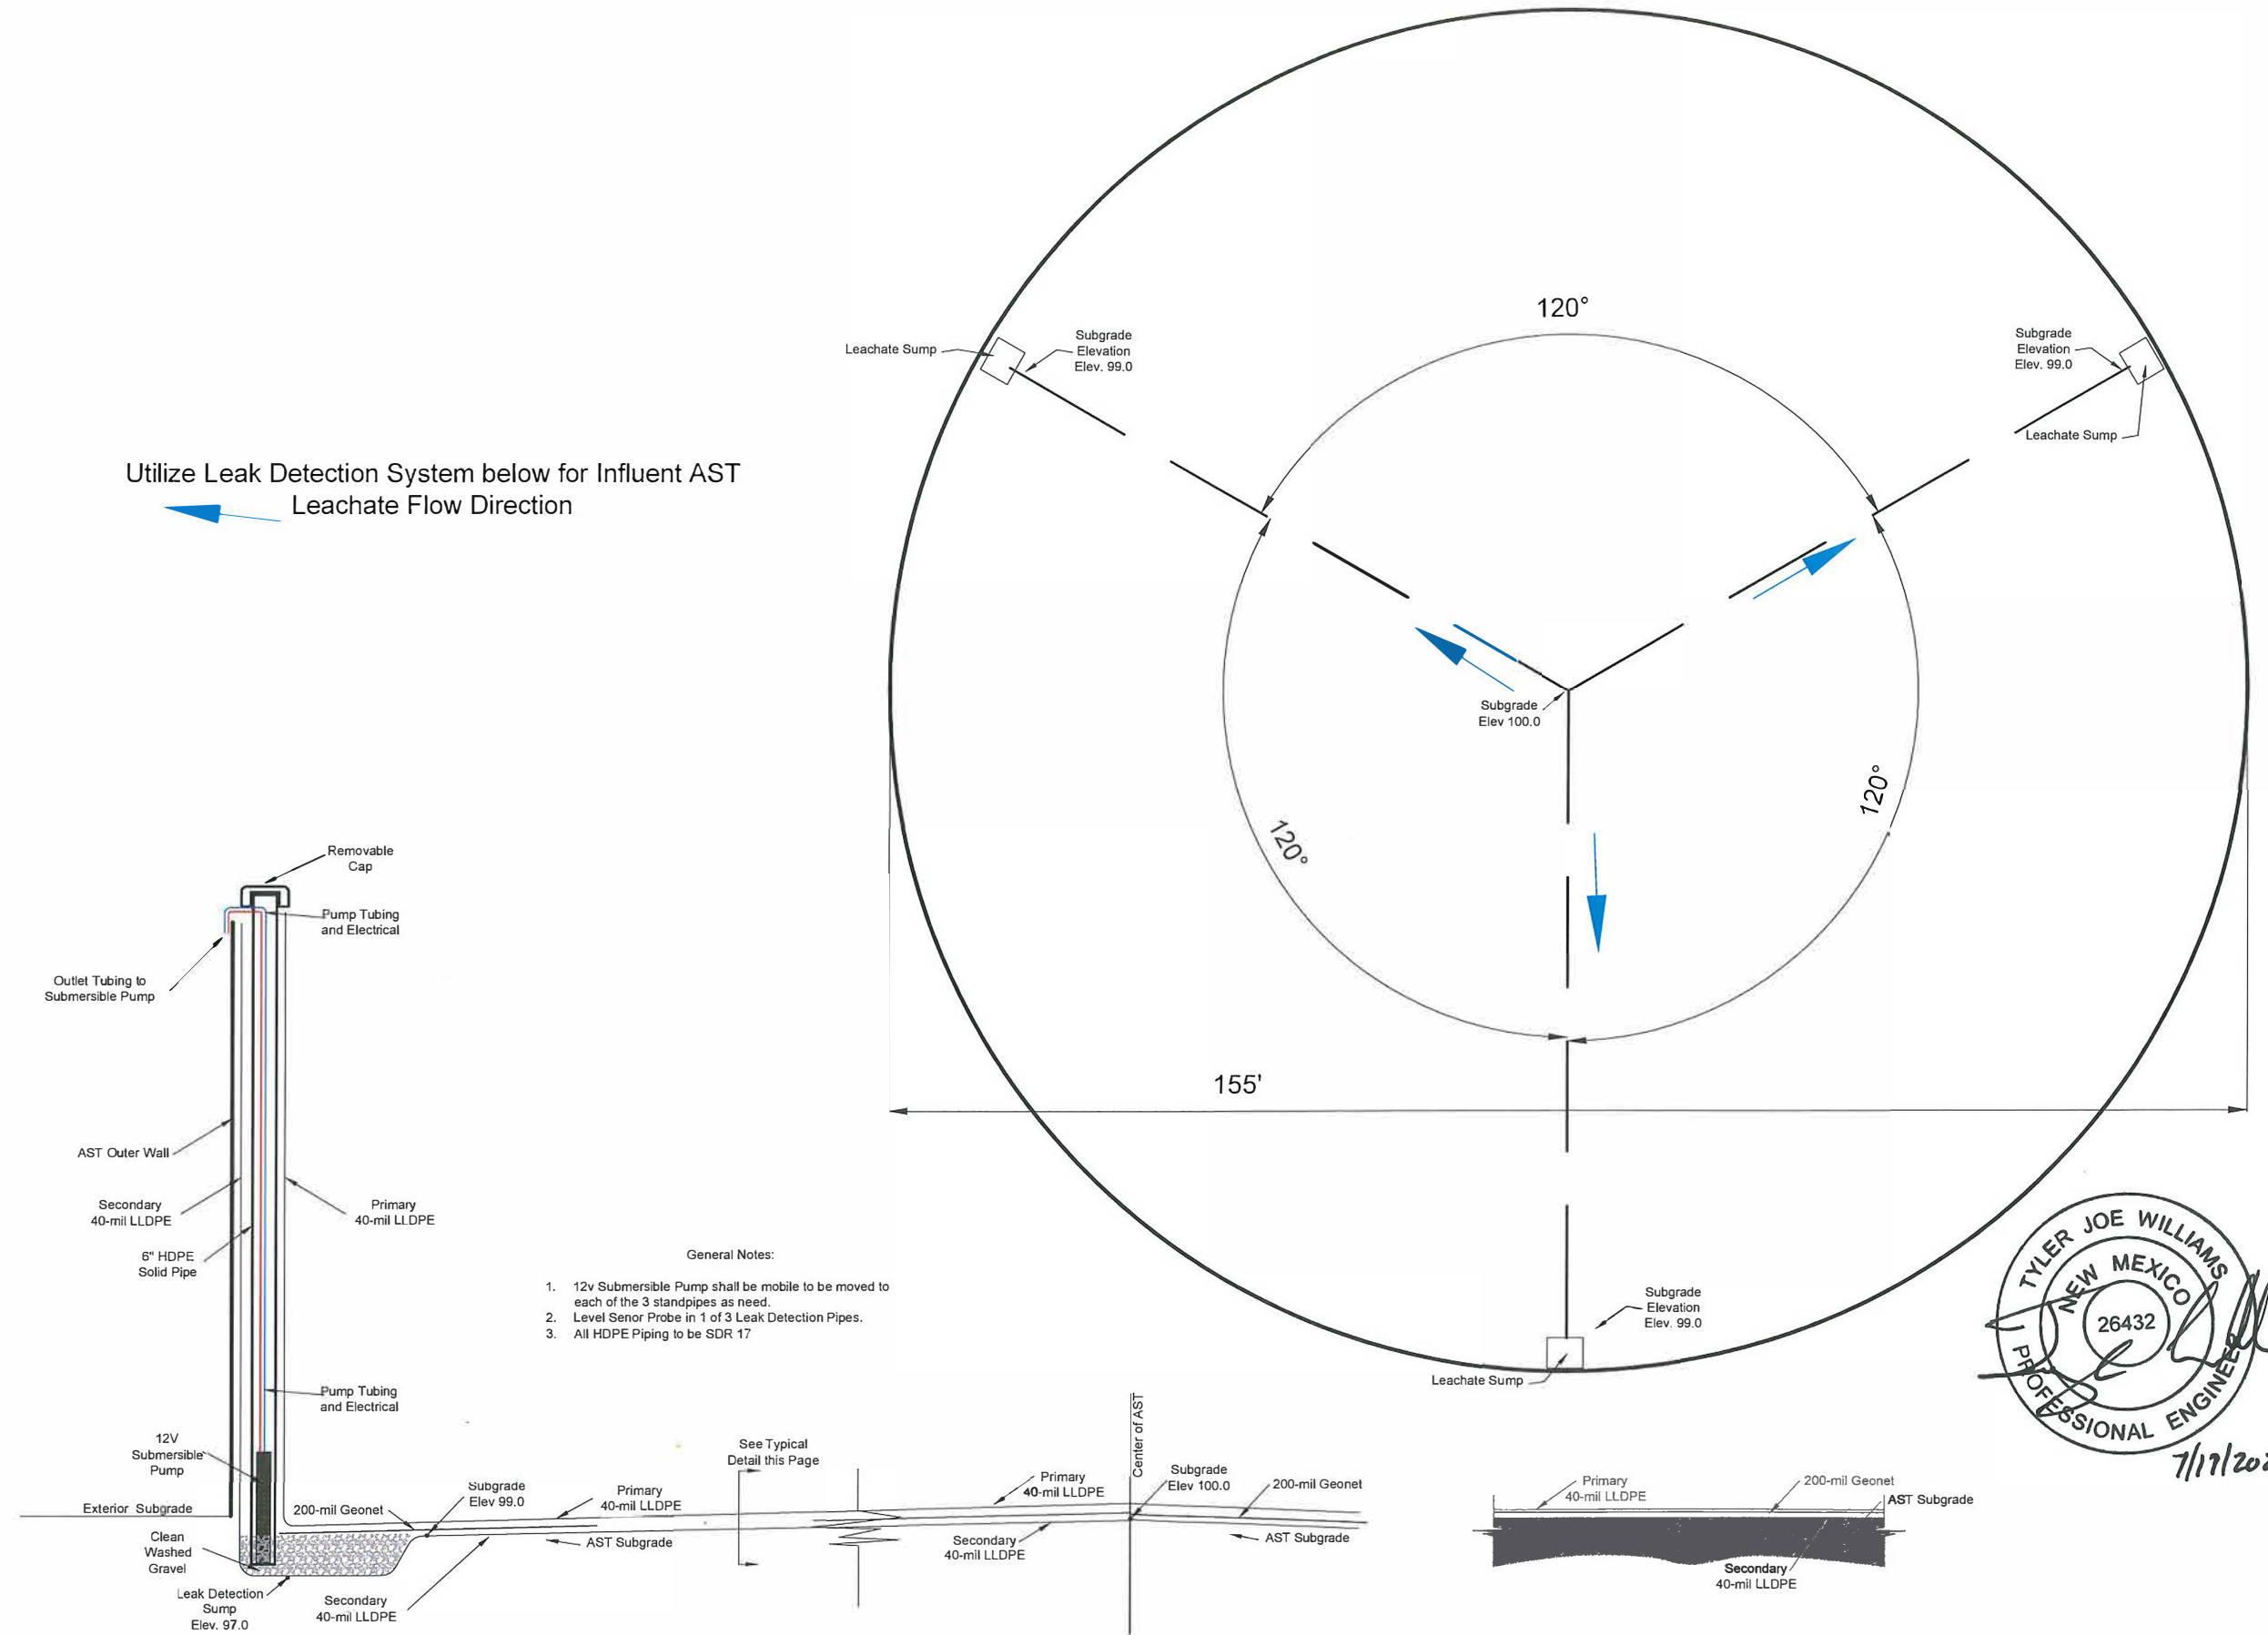 120°
Leachate Sump
Subgrade
Elevation
Elev. 99.0
Subgrade
Elevation
Elev. 99.0
Leachate Sump
Utilize Leak Detection System below for Influent AST
Leachate Flow Direction
Subgrade
Elev 100.0
120°
120°
155'
Subgrade
Elevation
Elev. 99.0
Leachate Sump
Removable
Cap
Pump Tubing
and Electrical
Outlet Tubing to
Submersible Pump
AST Outer Wall
Secondary
40-mil LLDPE
Primary
40-mil LLDPE
6" HDPE
Solid Pipe
General Notes:
1. 12v Submersible Pump shall be mobile to be moved to
each of the 3 standpipes as need.
2. Level Senor Probe in 1 of 3 Leak Detection Pipes.
3. All HDPE Piping to be SDR 17
Pump Tubing
and Electrical
12V
Submersible
Pump
Exterior Subgrade
Clean
Washed
Gravel
Leak Detection
Sump
Elev. 97.0
200-mil Geonet
Subgrade
Elev 99.0
Primary
40-mil LLDPE
AST Subgrade
Secondary
40-mil LLDPE
See Typical
Detail this Page
Primary
40-mil LLDPE
Center of AST
Subgrade
Elev 100.0
200-mil Geonet
Secondary
40-mil LLDPE
AST Subgrade
Primary
40-mil LLDPE
200-mil Geonet
AST Subgrade
Secondary
40-mil LLDPE
TYLER JOE WILLIAMS
NEW MEXICO
26432
PROFESSIONAL ENGINEER